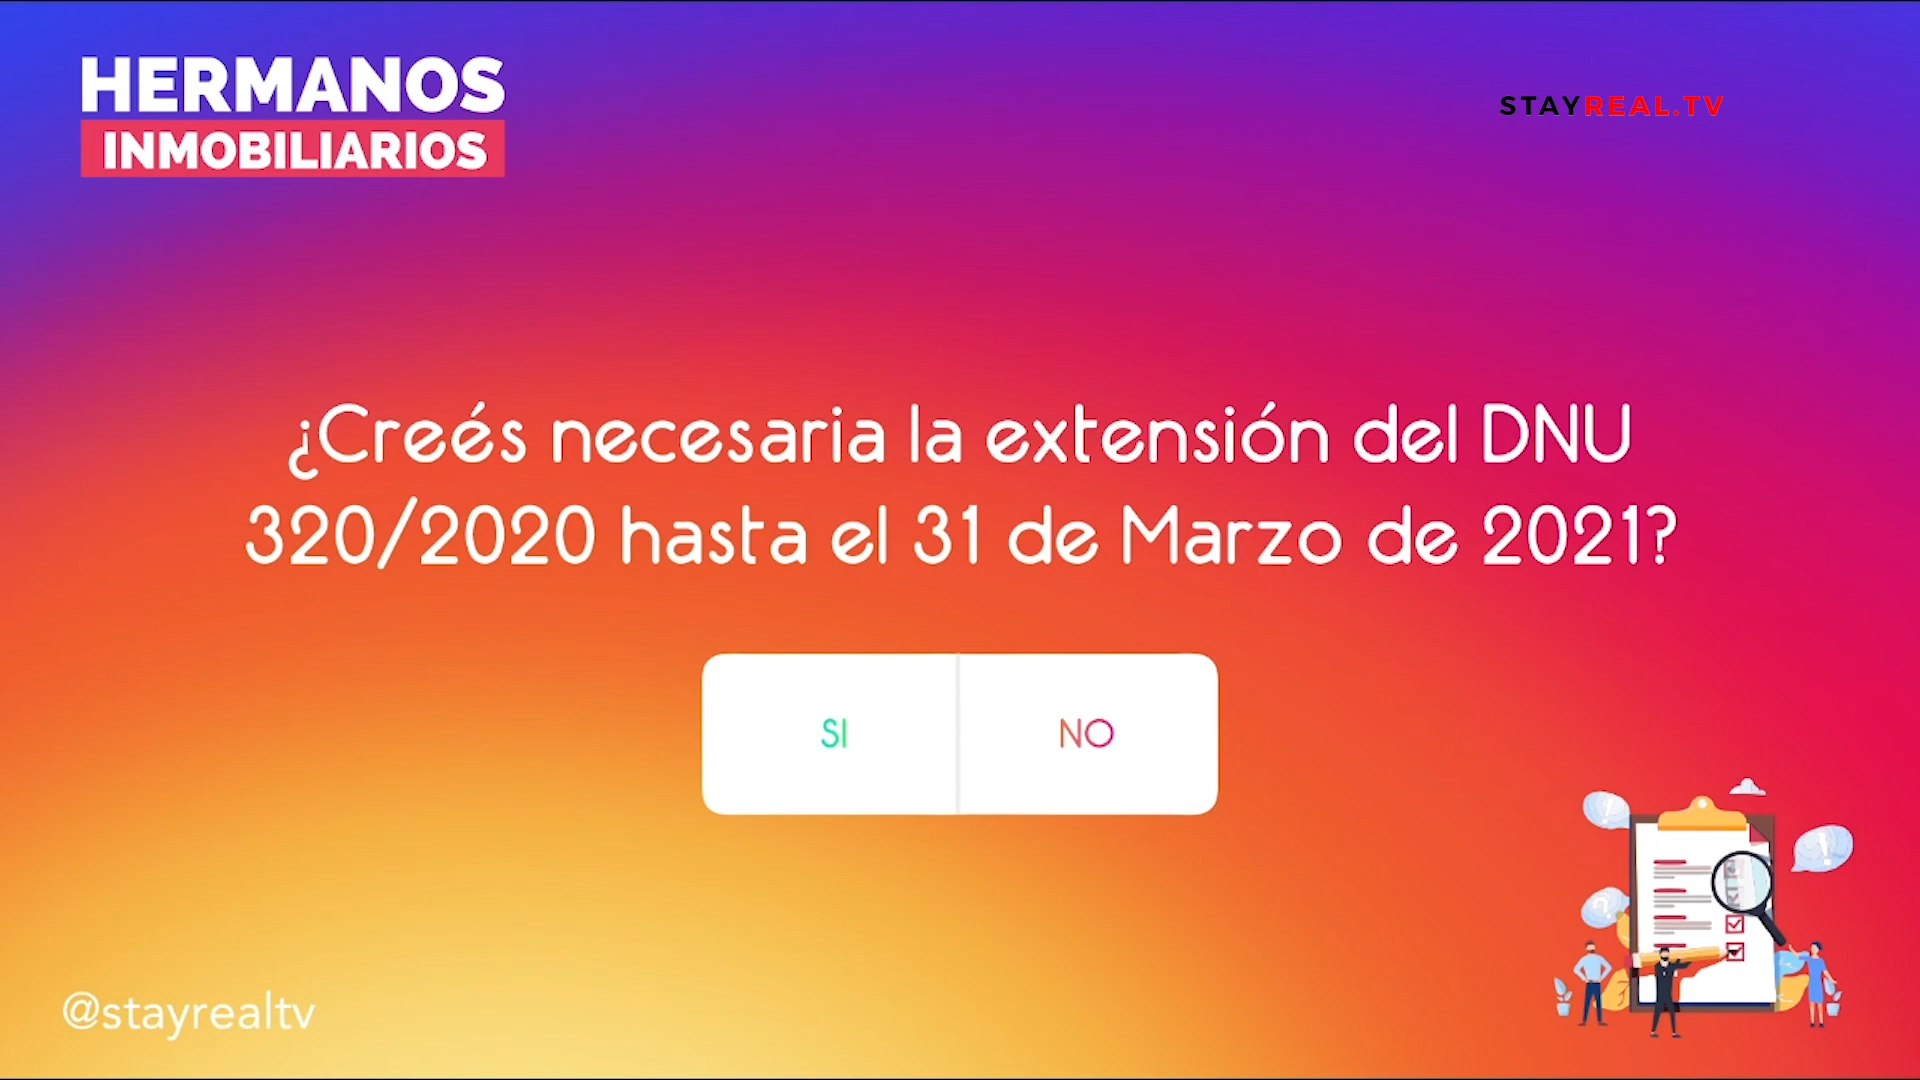 HERMANOS
INMOBILIARIOS
STAYREAL.TV
¿Creés necesaria la extensión del DNU
320/2020 hasta el 31 de Marzo de 2021?
SI
NO
@stayrealtv